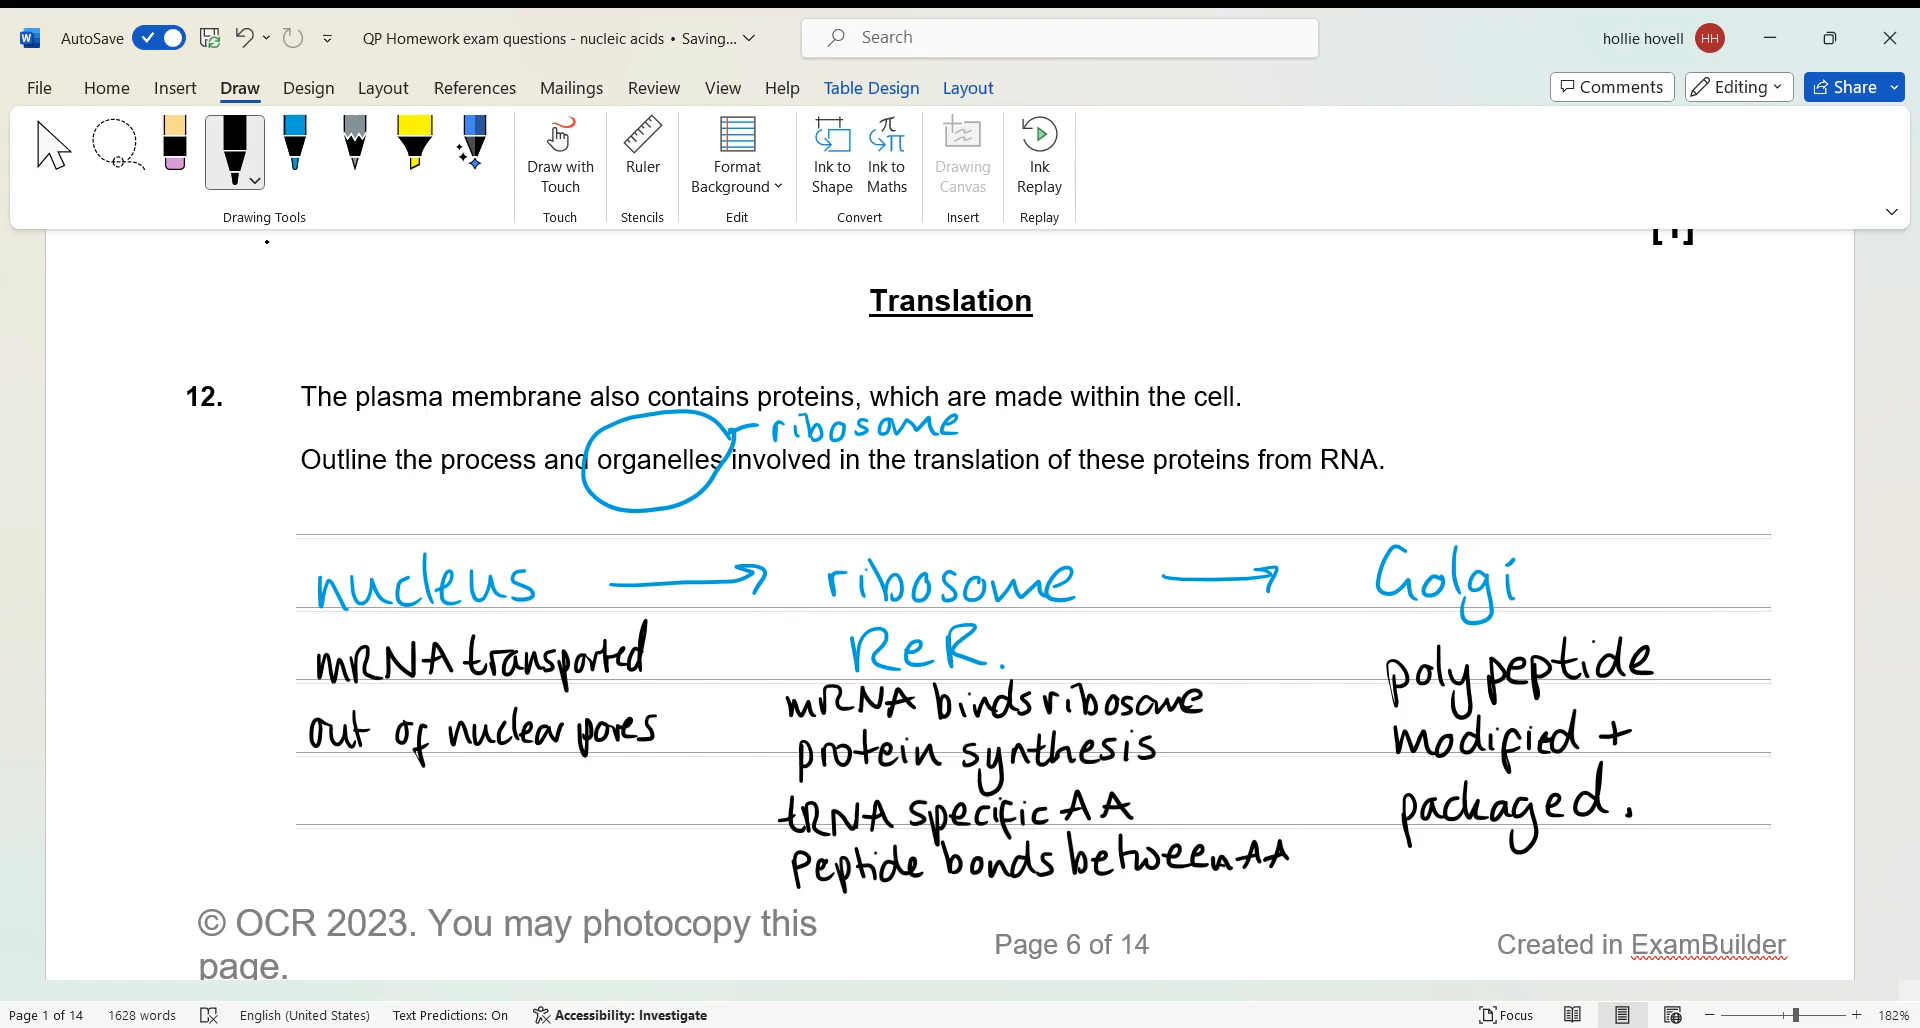 AutoSave
QP Homework exam questions - nucleic acids • Saving...
Search
hollie hovell
HH
File Home Insert Draw Design Layout References Mailings Review View Help Table Design Layout
Comments
Editing
Share
Draw with Touch
Ruler
Format Background
Ink to Shape
Ink to Maths
Drawing Canvas
Ink Replay
Drawing Tools
Touch
Stencils
Edit
Convert
Insert
Replay
[1]
Translation
12. The plasma membrane also contains proteins, which are made within the cell.
ribosome
Outline the process and organelles involved in the translation of these proteins from RNA.
nucleus → ribosome → Golgi
RER.
mRNA transported
out of nuclear pores
mRNA binds ribosome
protein synthesis
tRNA specific AA
Peptide bonds between AA
polypeptide
modified +
packaged.
© OCR 2023. You may photocopy this
page.
Page 6 of 14
Created in ExamBuilder
Page 1 of 14
1628 words
English (United States)
Text Predictions: On
Accessibility: Investigate
Focus
182%